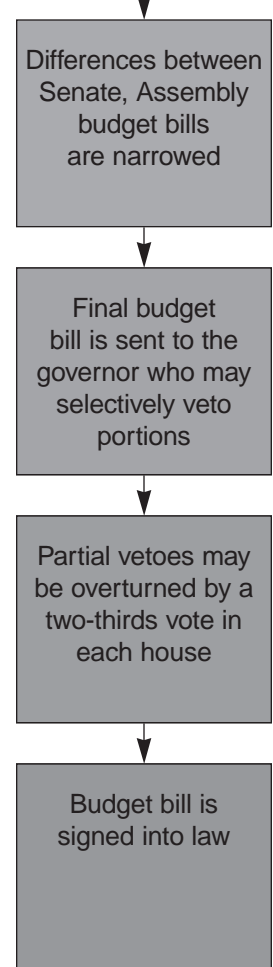 Differences between
Senate, Assembly
budget bills
are narrowed
Final budget
bill is sent to the
governor who may
selectively veto
portions
Partial vetoes may
be overturned by a
two-thirds vote in
each house
Budget bill is
signed into law